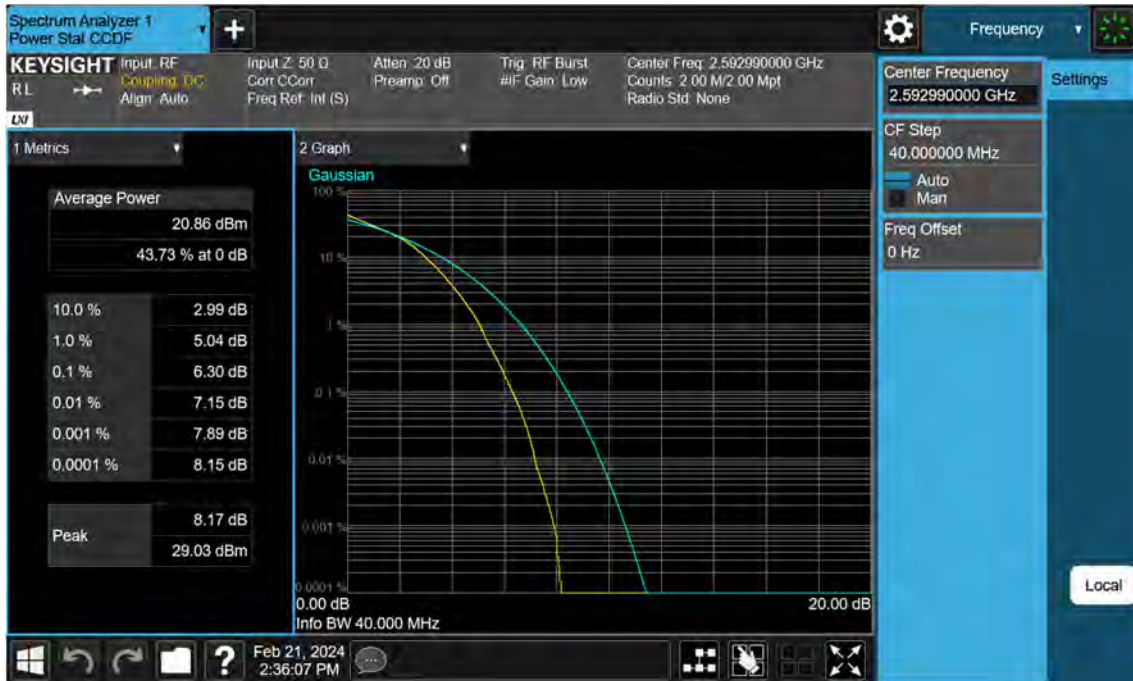 Spectrum Analyzer 1
Power Stat CCDF
Frequency
KEYSIGHT
RL
LXI
Input: RF
Coupling: DC
Align: Auto
Input Z: 50 Ω
Corr CCorr
Freq Ref: Int (S)
Atten: 20 dB
Preamp: Off
Trig: RF Burst
#IF Gain: Low
Center Freq: 2.592990000 GHz
Counts: 2.00 M/2.00 Mpt
Radio Std: None
Center Frequency
2.592990000 GHz
Settings
CF Step
40.000000 MHz
Auto
Man
Freq Offset
0 Hz
Local
1 Metrics
Average Power
20.86 dBm
43.73 % at 0 dB
10.0 % 2.99 dB
1.0 % 5.04 dB
0.1 % 6.30 dB
0.01 % 7.15 dB
0.001 % 7.89 dB
0.0001 % 8.15 dB
Peak
8.17 dB
29.03 dBm
2 Graph
Gaussian
100 %
10 %
1 %
0.1 %
0.01 %
0.001 %
0.0001 %
0.00 dB 20.00 dB
Info BW 40.000 MHz
?
Feb 21, 2024
2:36:07 PM